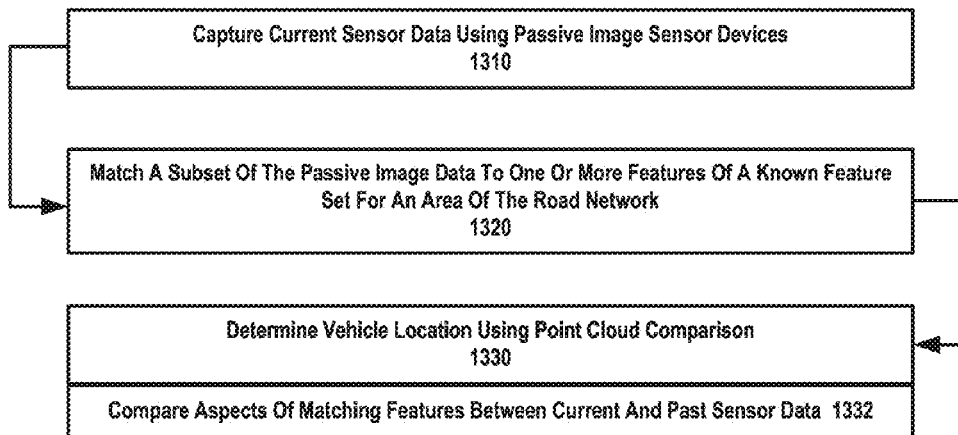 Capture Current Sensor Data Using Passive Image Sensor Devices
1310
Match A Subset Of The Passive Image Data To One Or More Features Of A Known Feature
Set For An Area Of The Road Network
1320
Determine Vehicle Location Using Point Cloud Comparison
1330
Compare Aspects Of Matching Features Between Current And Past Sensor Data 1332